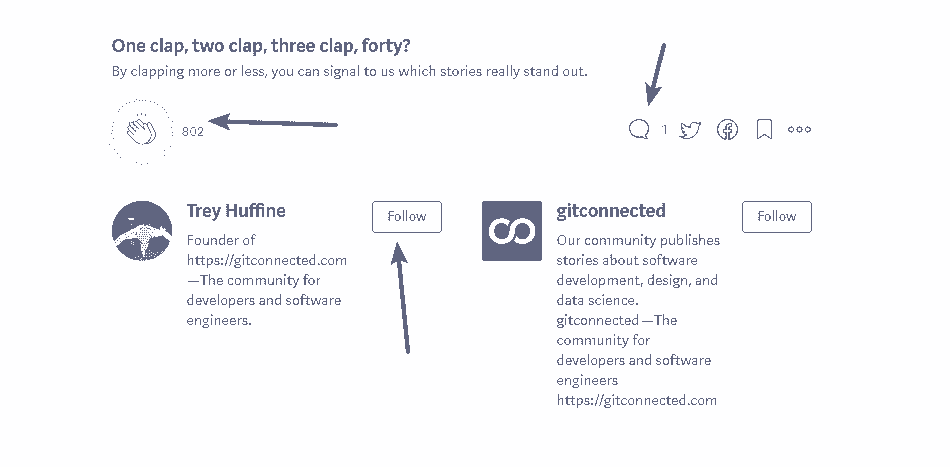 One clap, two clap, three clap, forty?
By clapping more or less, you can signal to us which stories really stand out.
802
1
Trey Huffine
Follow
Founder of
https://gitconnected.com
—The community for
developers and software
engineers.
gitconnected
Follow
Our community publishes
stories about software
development, design, and
data science.
gitconnected—The
community for
developers and software
engineers
https://gitconnected.com